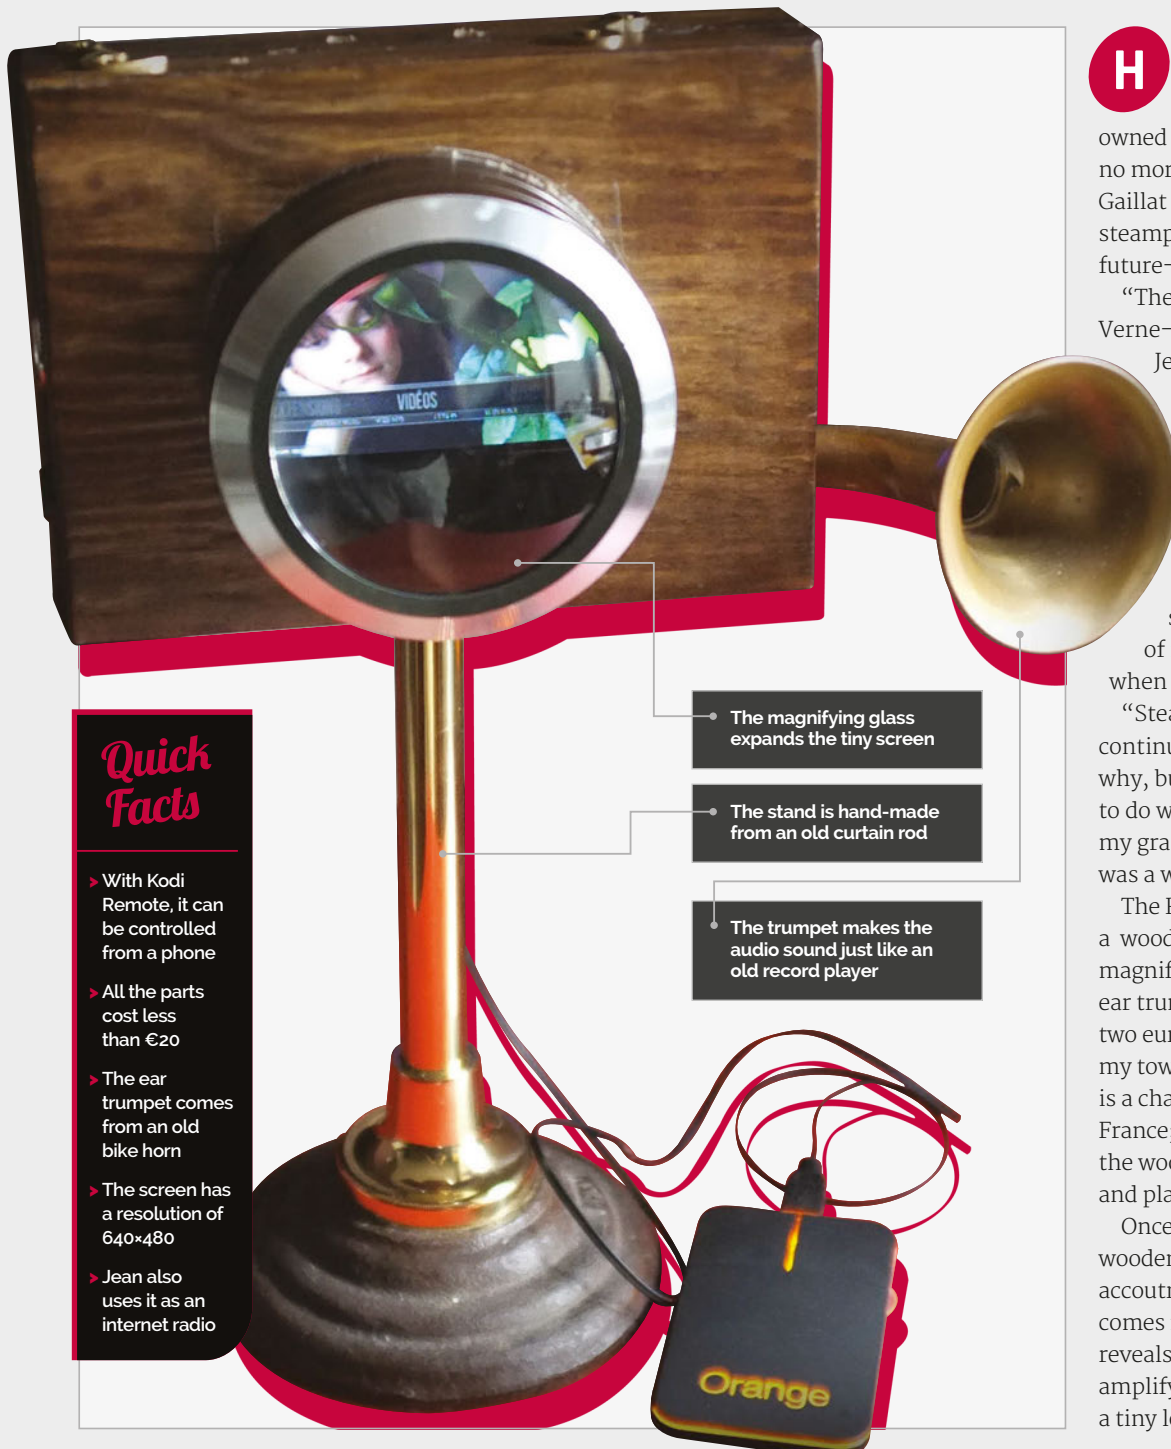 VIDÉOS
The magnifying glass
expands the tiny screen
The stand is hand-made
from an old curtain rod
The trumpet makes the
audio sound just like an
old record player
Quick
Facts
> With Kodi
Remote, it can
be controlled
from a phone
> All the parts
cost less
than €20
> The ear
trumpet comes
from an old
bike horn
> The screen has
a resolution of
640×480
> Jean also
uses it as an
internet radio
Orange
H
owned
no mor
Gaillat
steamp
future-
“The
Verne-
Je
s
of
when
“Stea
continu
why, bu
to do w
my gra
was a w
The
a wood
magnif
ear tru
two eur
my tow
is a cha
France;
the woo
and pla
Once
wooden
accoutr
comes
reveals
amplify
a tiny l